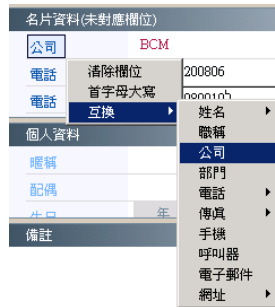 名片資料(未對應欄位)
公司 BCM
電話 清除欄位 200806
電話 首字母大寫
互換 姓名
職稱
個人資料 公司
部門
暱稱 電話
配偶 傳真
生日 年 手機
備註 呼叫器
電子郵件
網址